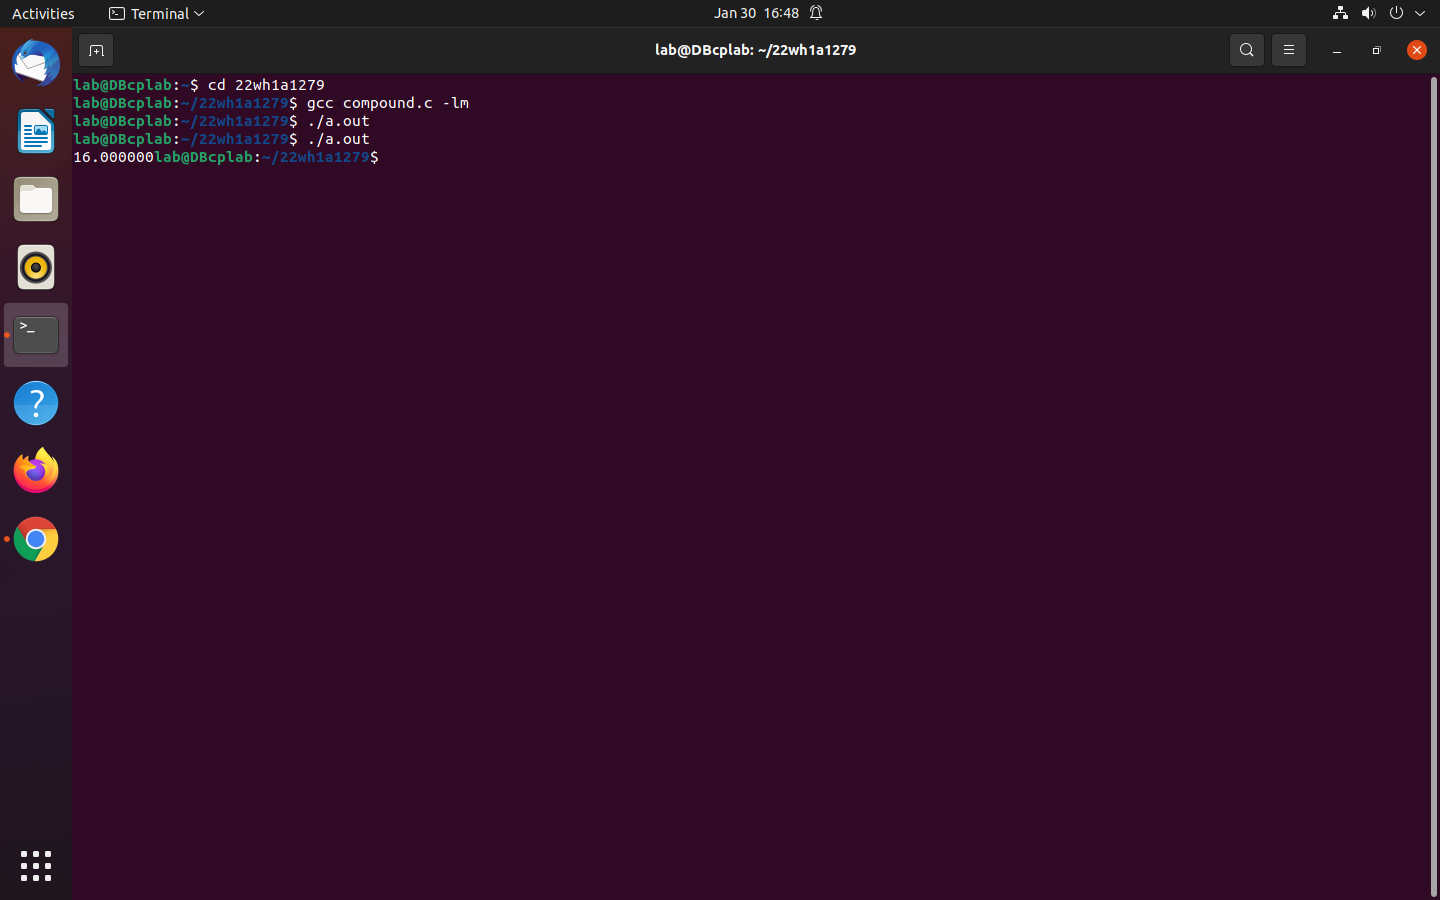 Activities
Terminal
Jan 30 16:48
lab@DBcplab: ~/22wh1a1279
lab@DBcplab:~$ cd 22wh1a1279
lab@DBcplab:~/22wh1a1279$ gcc compound.c -lm
lab@DBcplab:~/22wh1a1279$ ./a.out
lab@DBcplab:~/22wh1a1279$ ./a.out
16.000000lab@DBcplab:~/22wh1a1279$